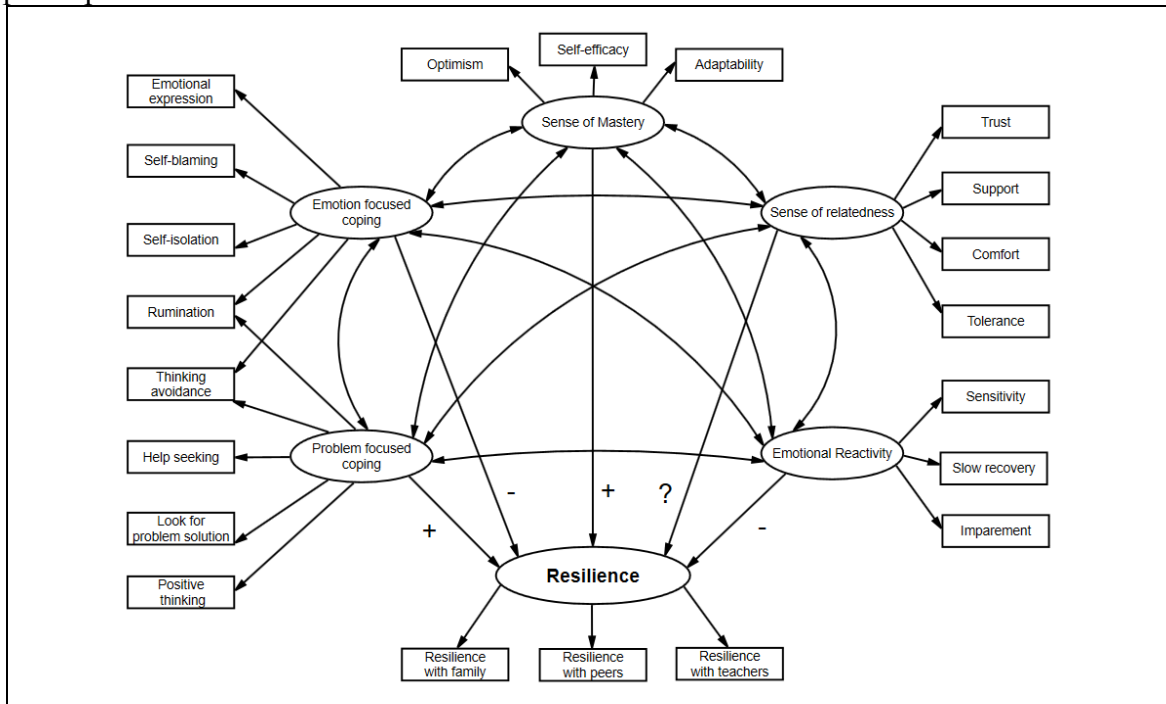 Self-efficacy
Optimism
Adaptability
Emotional
expression
Sense of Mastery
Trust
Self-blaming
Support
Emotion focused
coping
Sense of relatedness
Self-isolation
Comfort
Rumination
Tolerance
Thinking
avoidance
Sensitivity
Problem focused
coping
Emotional Reactivity
Help seeking
Slow recovery
-
+
?
Look for
problem solution
+
-
Imparement
Resilience
Positive
thinking
Resilience
with family
Resilience
with peers
Resilience
with teachers